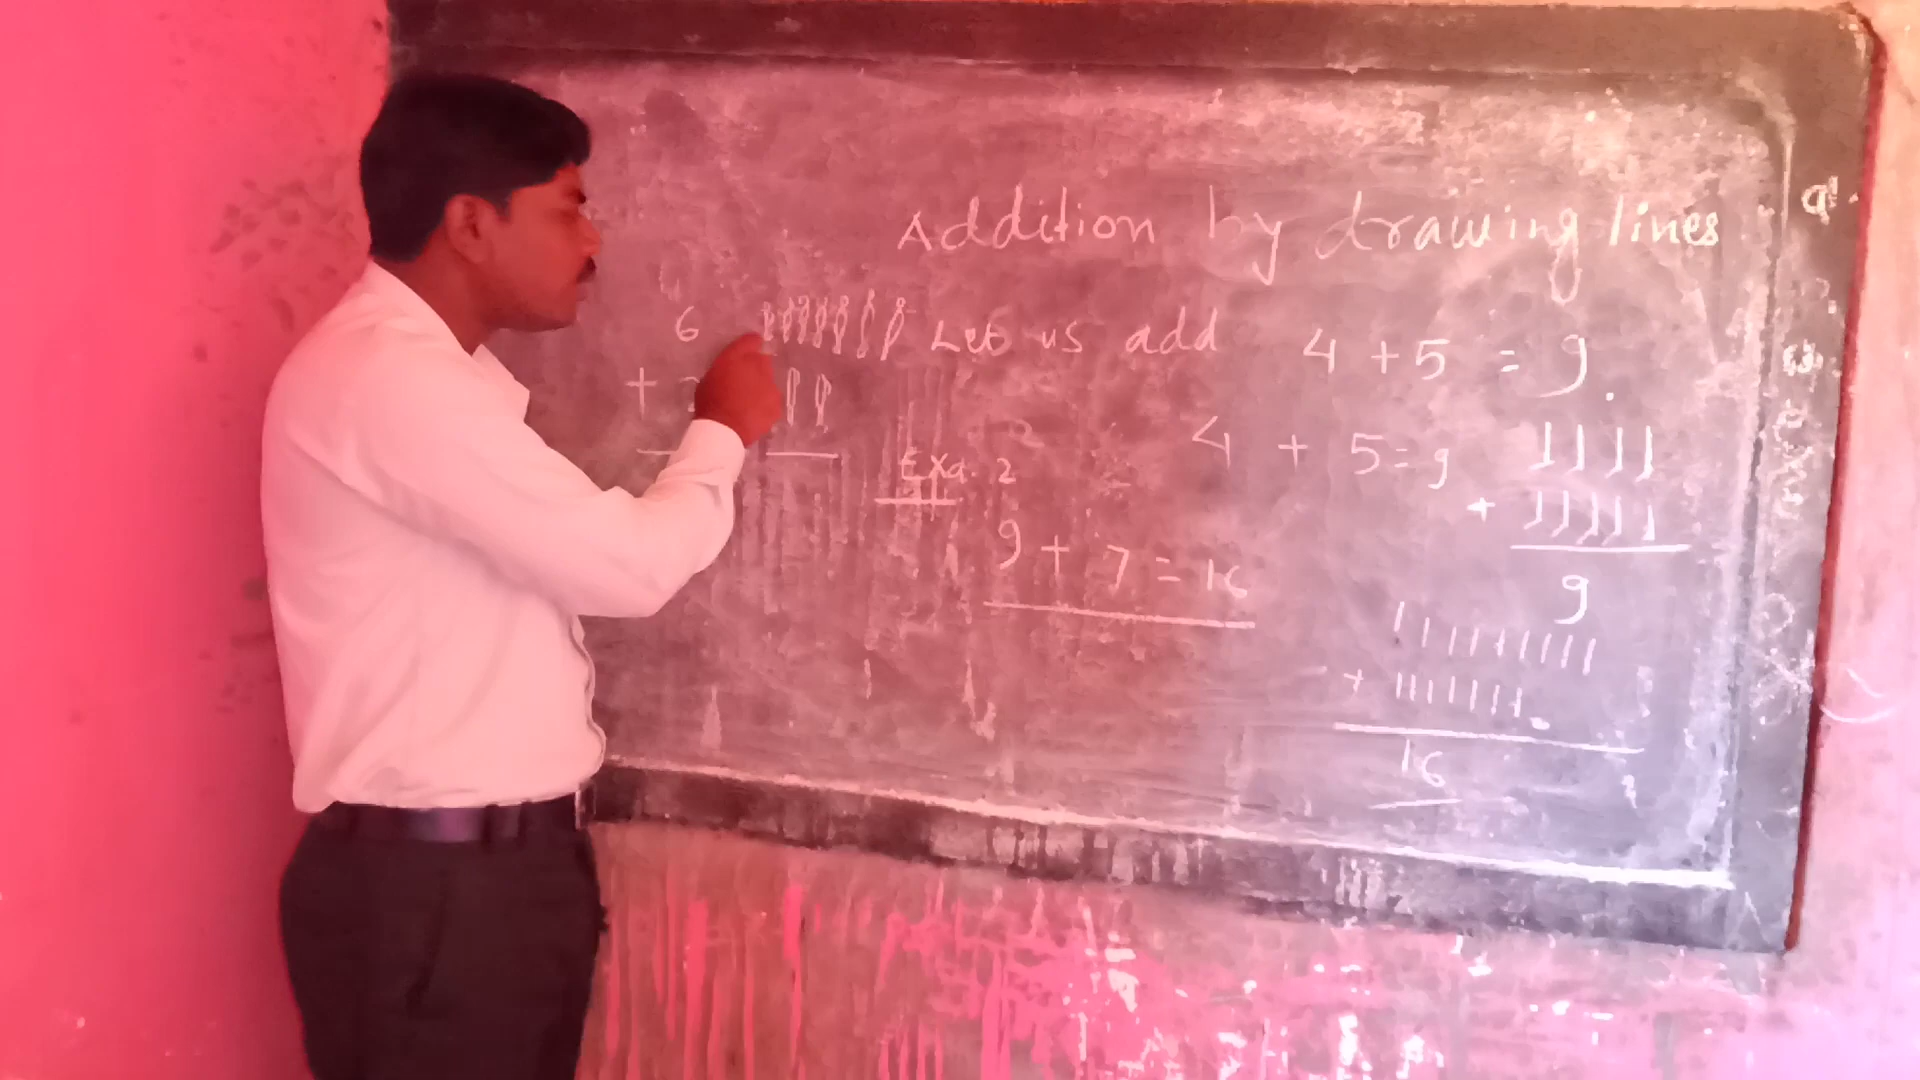 Addition by drawing lines
Let us add 4 + 5 = 9.
4 + 5 = 9
+
9
Exa. 2
9 + 7 = 16
+
16
6
+